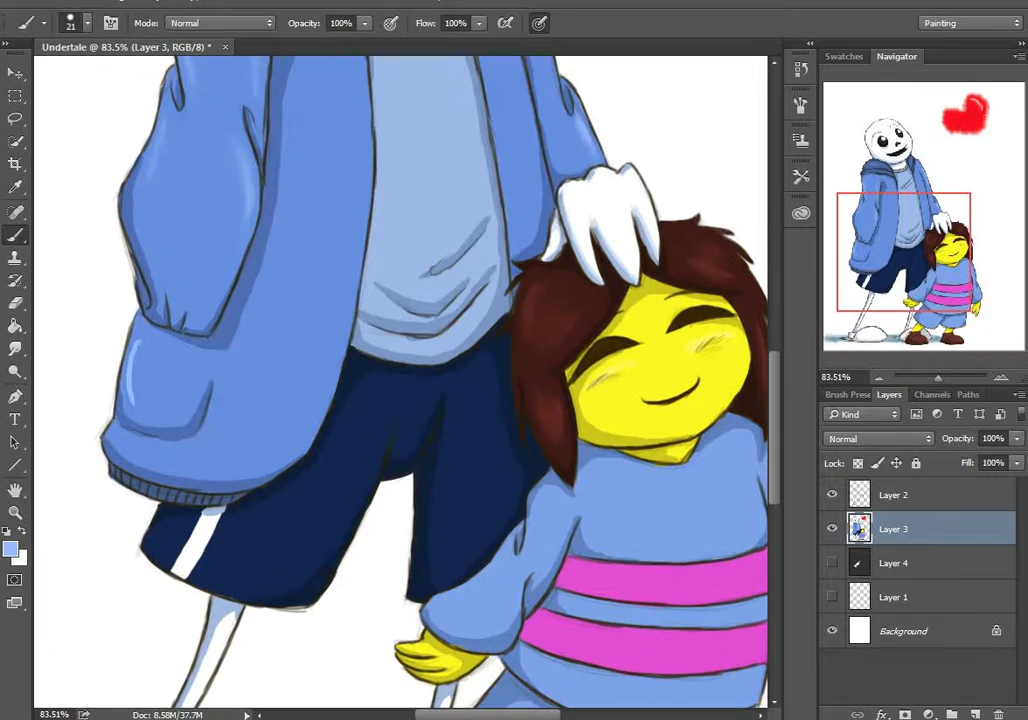 21 Mode: Normal Opacity: 100% Flow: 100% Painting
Undertale @ 83.5% (Layer 3, RGB/8) * ×
Swatches Navigator
83.51%
Brush Pres Layers Channels Paths
Kind
Normal Opacity: 100%
Lock: Fill: 100%
Layer 2
Layer 3
Layer 4
Layer 1
Background
83.51% Doc: 8.58M/37.7M